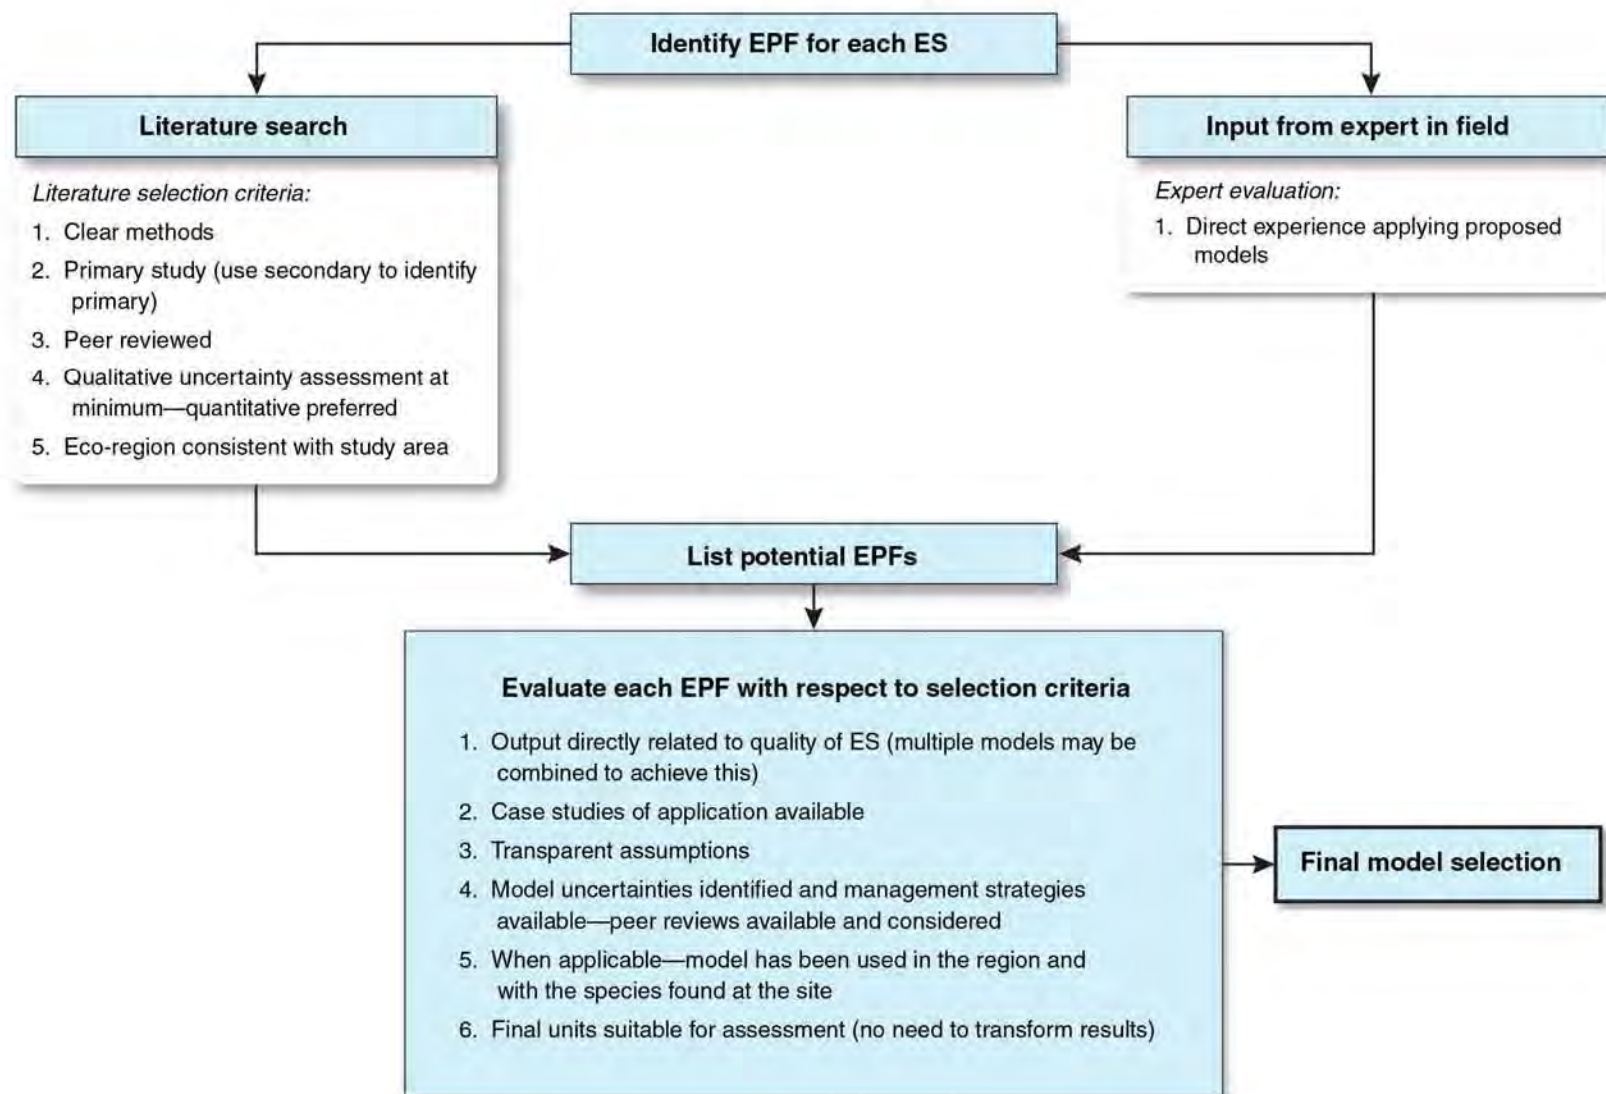 Identify EPF for each ES
Literature search
Literature selection criteria:
1. Clear methods
2. Primary study (use secondary to identify
primary)
3. Peer reviewed
4. Qualitative uncertainty assessment at
minimum—quantitative preferred
5. Eco-region consistent with study area
Input from expert in field
Expert evaluation:
1. Direct experience applying proposed
models
List potential EPFs
Evaluate each EPF with respect to selection criteria
1. Output directly related to quality of ES (multiple models may be
combined to achieve this)
2. Case studies of application available
3. Transparent assumptions
4. Model uncertainties identified and management strategies
available—peer reviews available and considered
5. When applicable—model has been used in the region and
with the species found at the site
6. Final units suitable for assessment (no need to transform results)
Final model selection